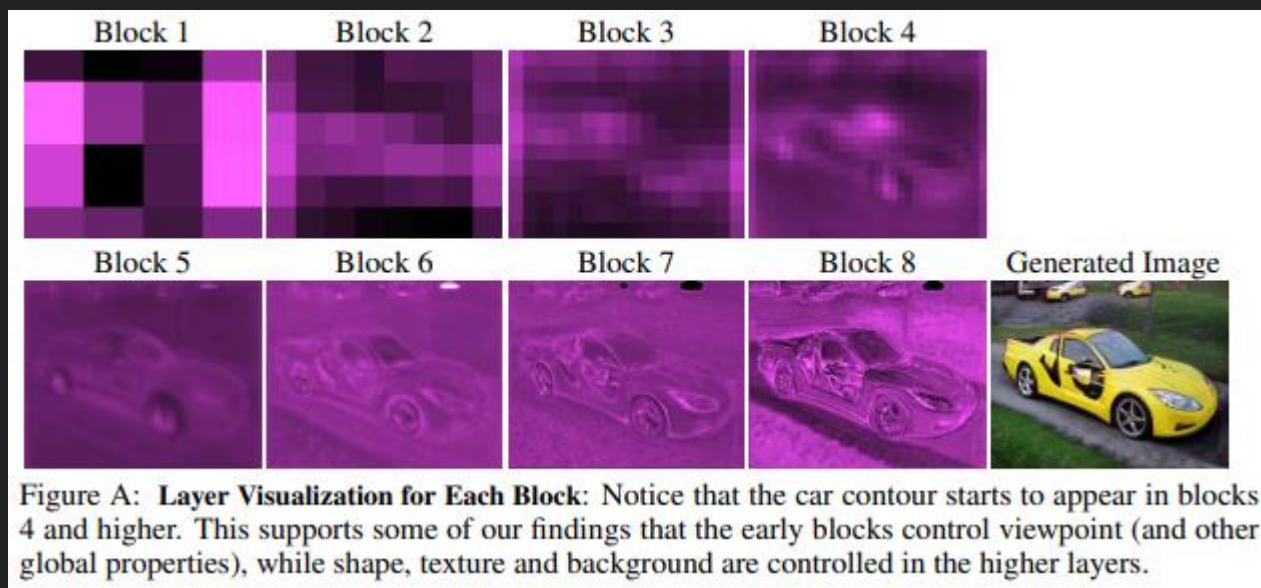 Block 1 Block 2 Block 3 Block 4
Block 5 Block 6 Block 7 Block 8 Generated Image
Figure A: Layer Visualization for Each Block: Notice that the car contour starts to appear in blocks
4 and higher. This supports some of our findings that the early blocks control viewpoint (and other
global properties), while shape, texture and background are controlled in the higher layers.